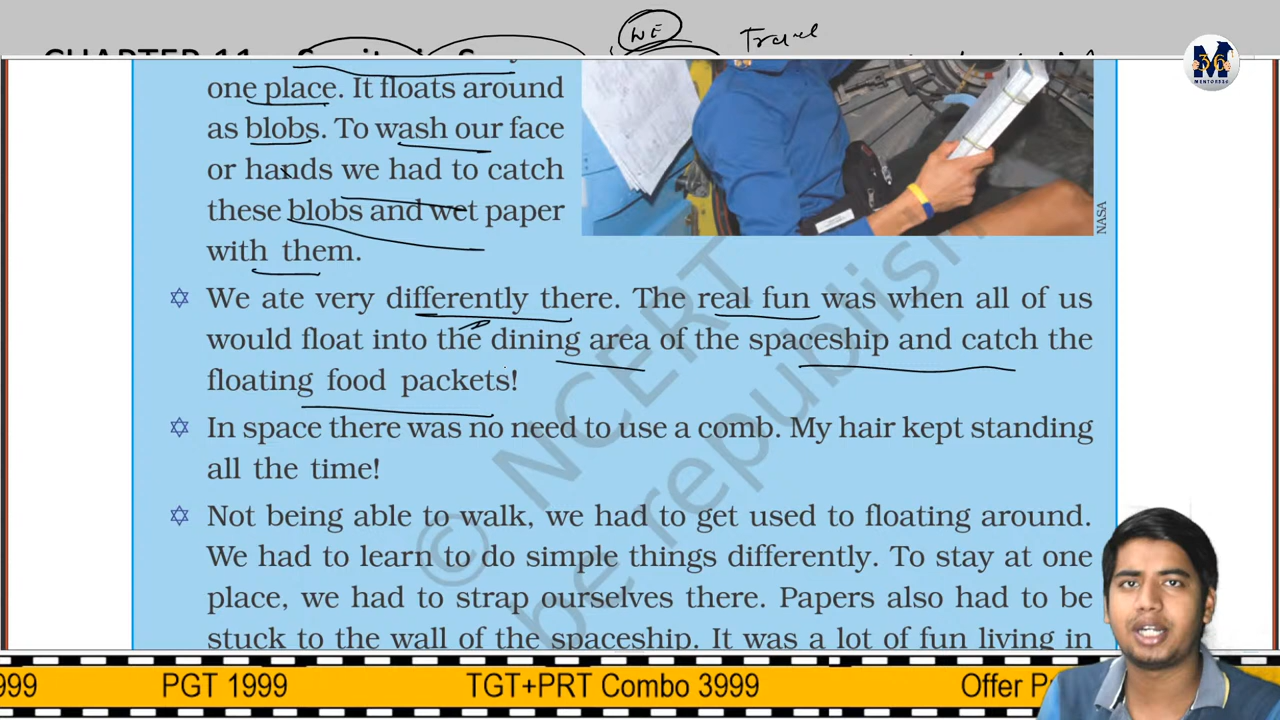 WE
Travel
CHAPTER 11
one place. It floats around
as blobs. To wash our face
or hands we had to catch
these blobs and wet paper
with them.
NASA
✡ We ate very differently there. The real fun was when all of us
would float into the dining area of the spaceship and catch the
floating food packets!
✡ In space there was no need to use a comb. My hair kept standing
all the time!
✡ Not being able to walk, we had to get used to floating around.
We had to learn to do simple things differently. To stay at one
place, we had to strap ourselves there. Papers also had to be
stuck to the wall of the spaceship. It was a lot of fun living in
© NCERT
be republish
M
36
MENTORS36
999 PGT 1999 TGT+PRT Combo 3999 Offer